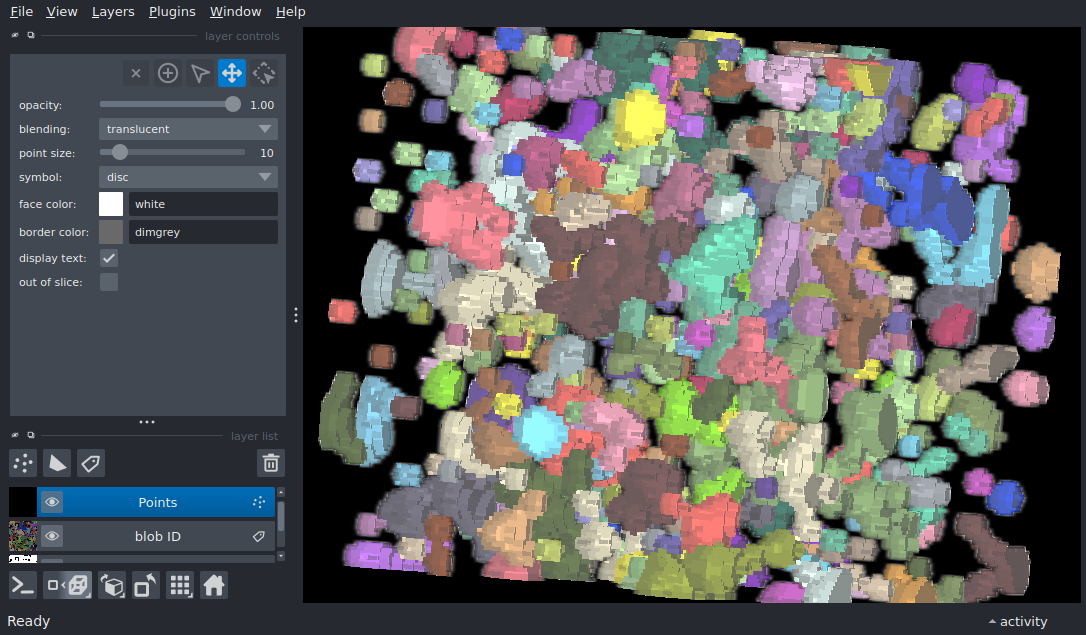 File View Layers Plugins Window Help
layer controls
opacity: 1.00
blending: translucent
point size: 10
symbol: disc
face color: white
border color: dimgrey
display text:
out of slice:
layer list
Points
blob ID
Ready activity